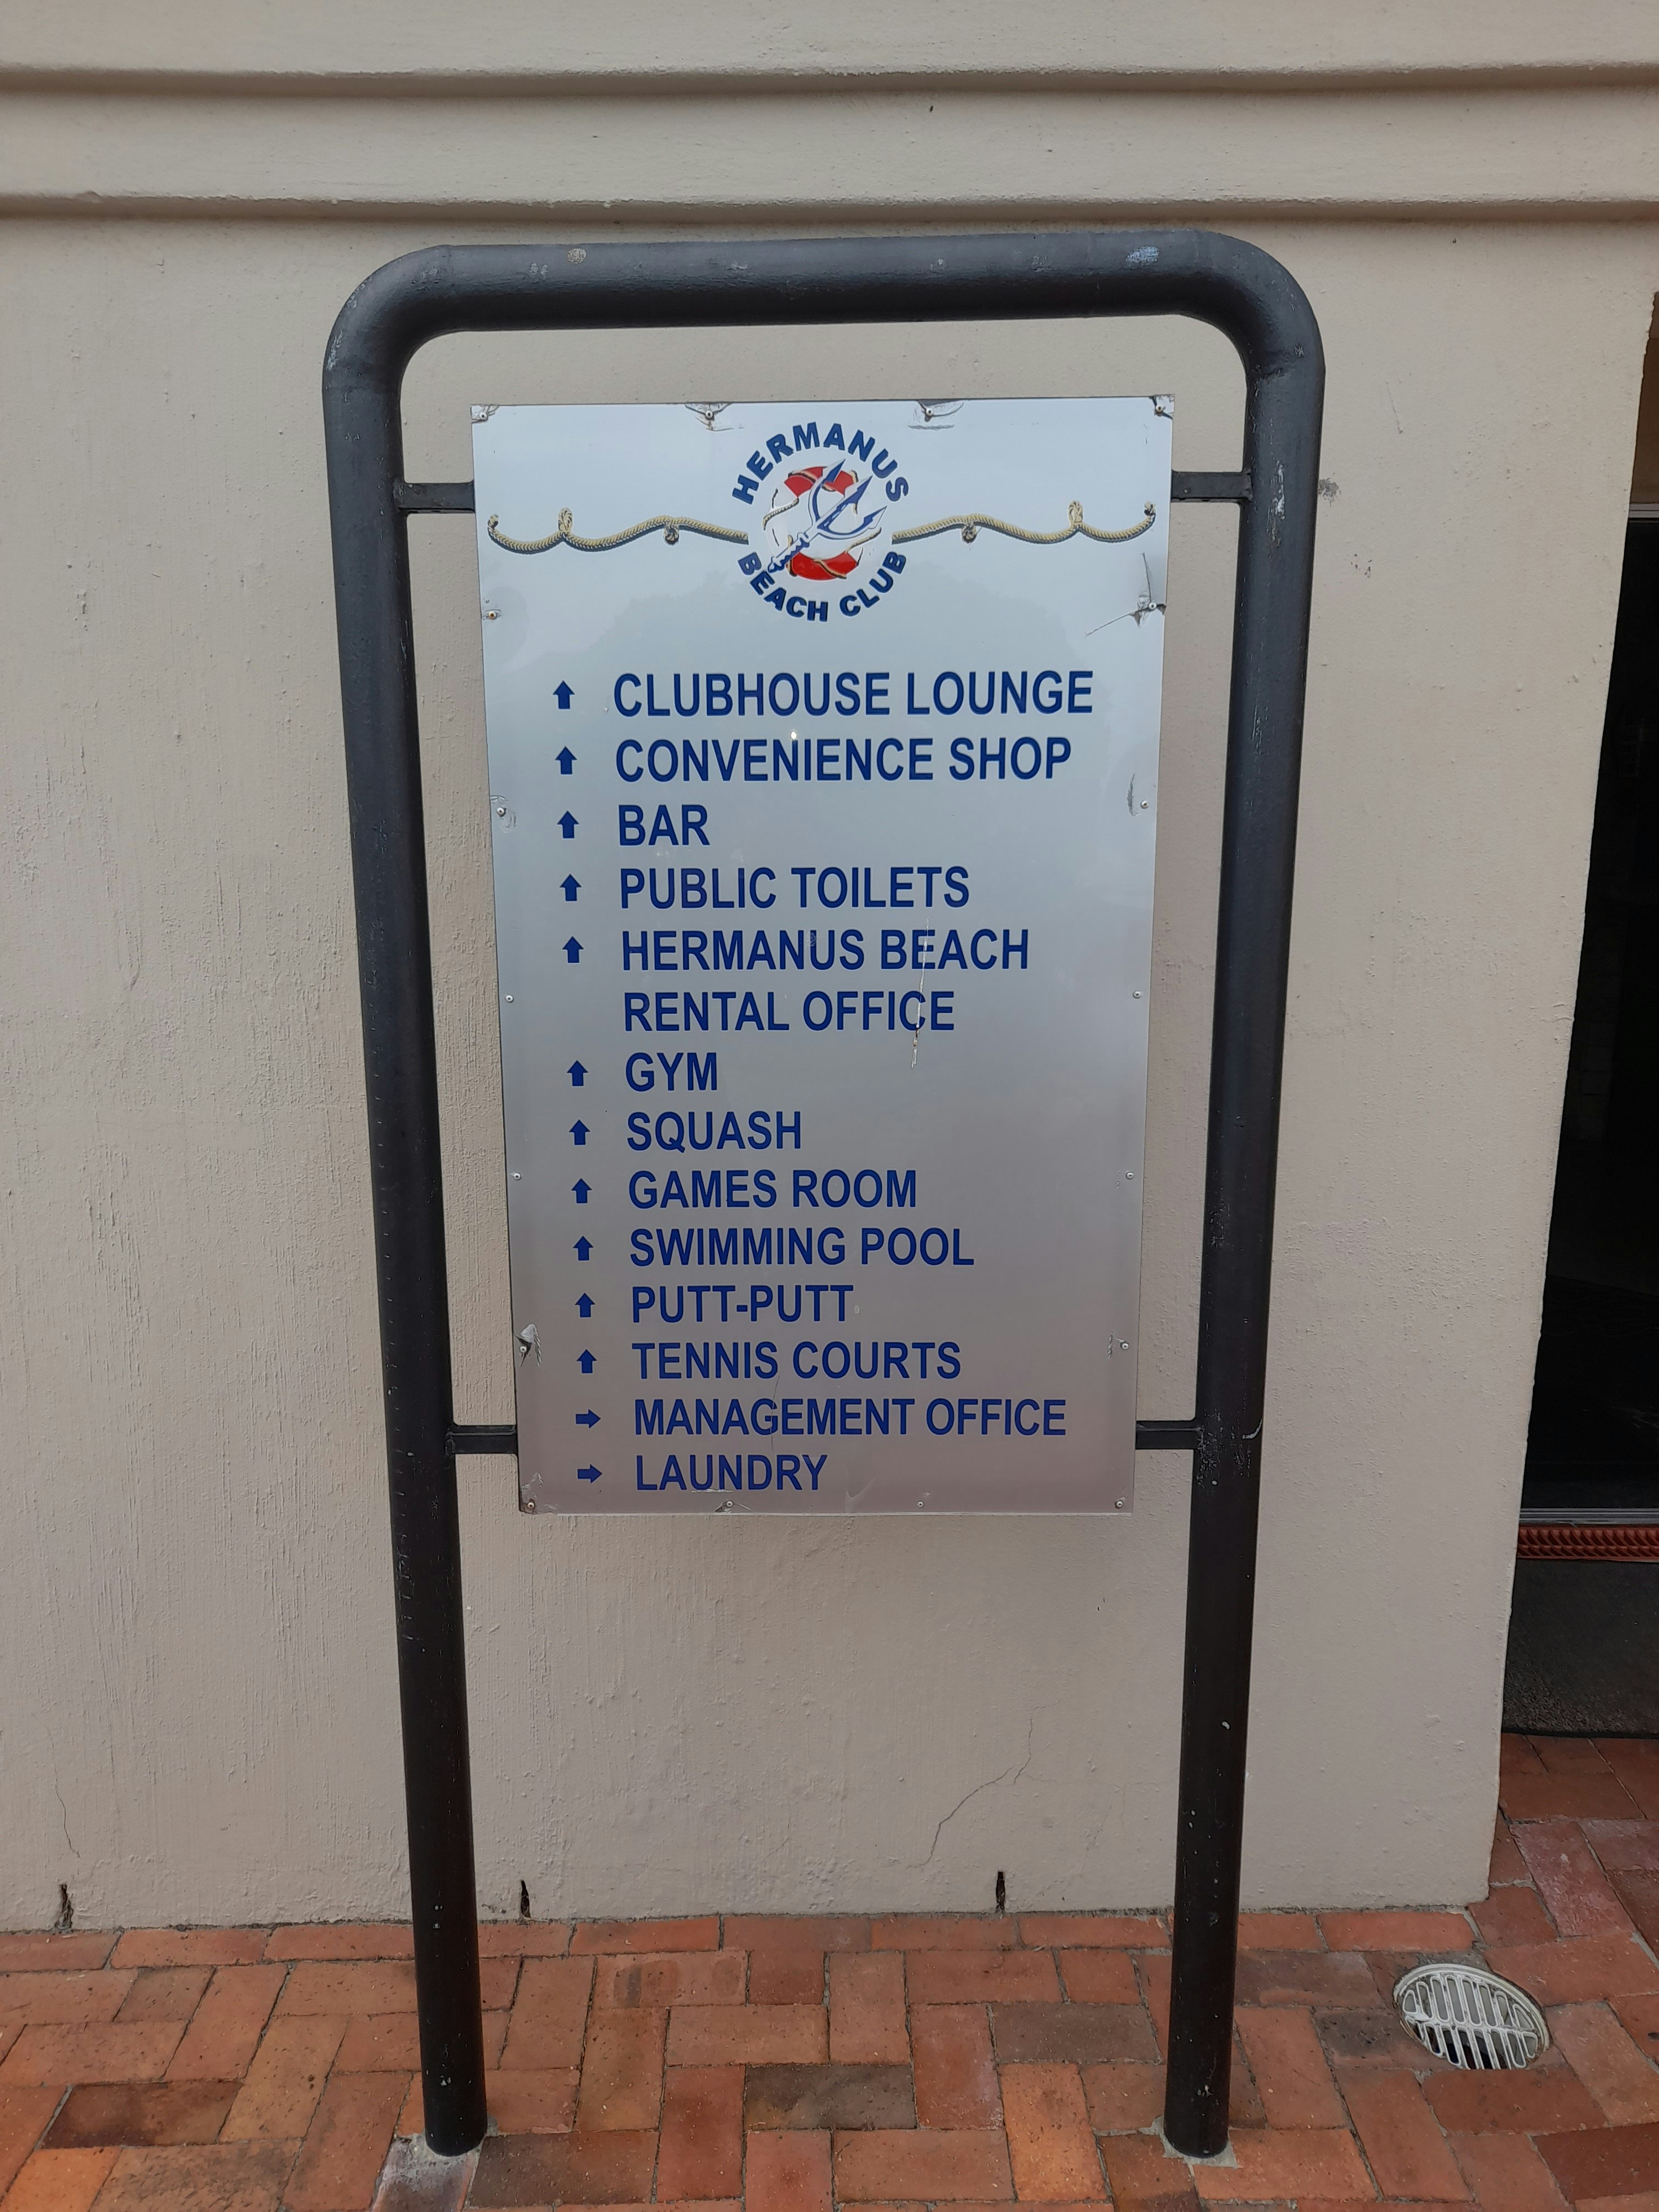 HERMANUS
BEACH CLUB
CLUBHOUSE LOUNGE
CONVENIENCE SHOP
BAR
PUBLIC TOILETS
HERMANUS BEACH
RENTAL OFFICE
GYM
SQUASH
GAMES ROOM
SWIMMING POOL
PUTT-PUTT
TENNIS COURTS
MANAGEMENT OFFICE
LAUNDRY